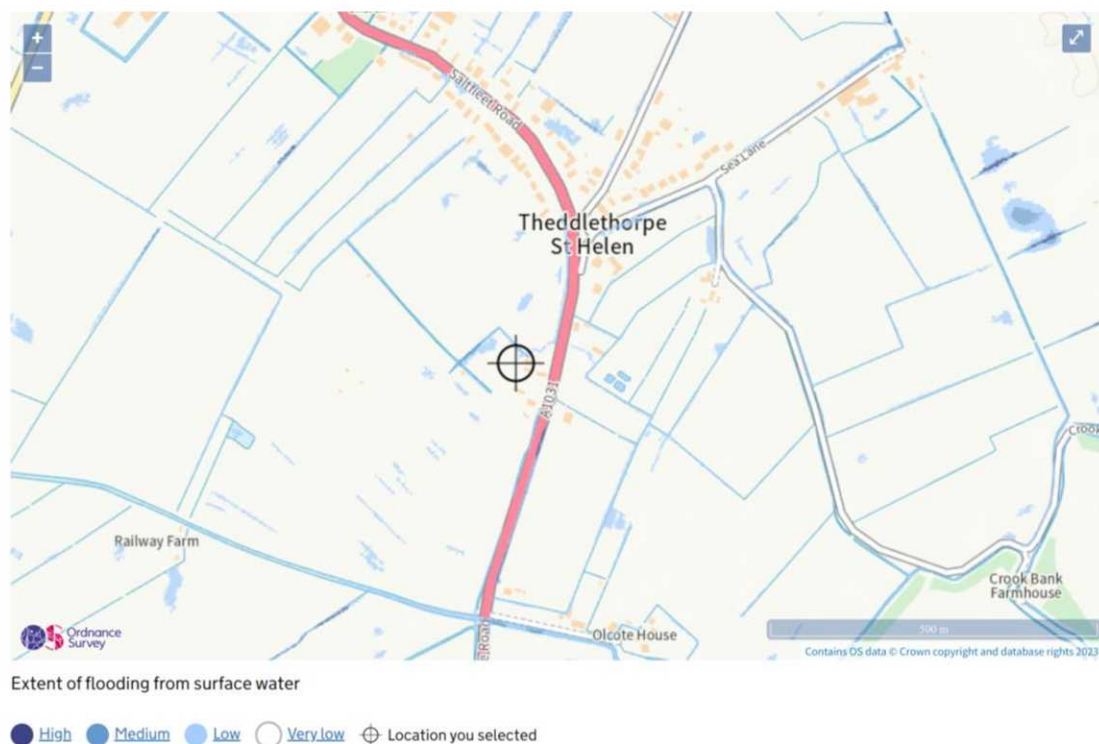 +
−
Saltfleet Road
Sea Lane
Theddlethorpe
St Helen
A1031
Crook
Railway Farm
Crook Bank
Farmhouse
Ordnance
Survey
e Road
Olcote House
500 m
Contains OS data © Crown copyright and database rights 2023
Extent of flooding from surface water
High Medium Low Very low Location you selected